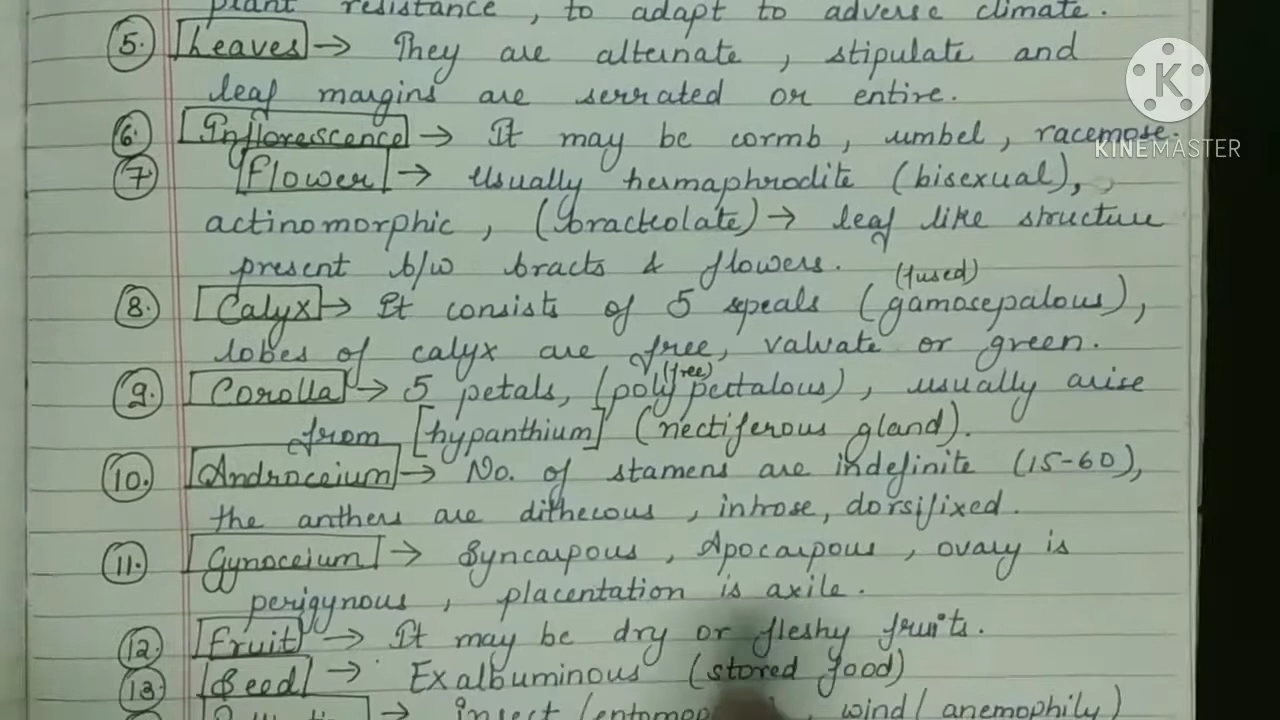 plant resistance, to adapt to adverse climate.
5. Leaves → They are alternate, stipulate and
leaf margins are serrated or entire.
6. Inflorescence → It may be cormb, umbel, racemose.
7. Flower → Usually hermaphrodite (bisexual),
actinomorphic, (bracteolate) → leaf like structure
present b/w bracts & flowers.
(fused)
8. Calyx → It consists of 5 sepals (gamosepalous),
lobes of calyx are free, valvate or green.
(free)
9. Corolla → 5 petals, (polypetalous), usually arise
from [hypanthium] (nectiferous gland).
10. Androceium → No. of stamens are indefinite (15-60),
the anthers are dithecous, introse, dorsifixed.
11. Gynoceium → Syncarpous, Apocarpous, ovary is
perigynous, placentation is axile.
12. Fruit → It may be dry or fleshy fruits.
13. Seed → Exalbuminous (stored food)
→ insect wind (anemophily)
K
KINEMASTER